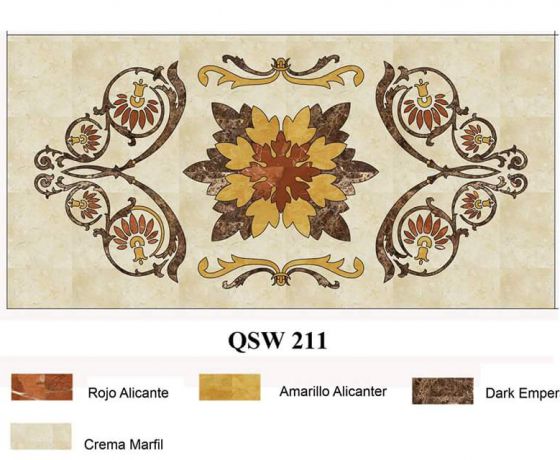 QSW 211
Rojo Alicante
Amarillo Alicanter
Dark Emper
Crema Marfil